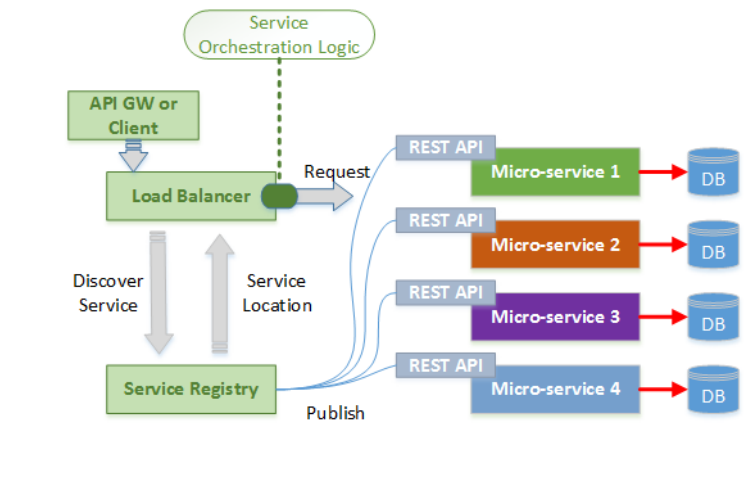 Service
Orchestration Logic
API GW or
Client
Load Balancer
Request
Discover
Service
Service
Location
Service Registry
Publish
REST API
Micro-service 1
DB
REST API
Micro-service 2
DB
REST API
Micro-service 3
DB
REST API
Micro-service 4
DB